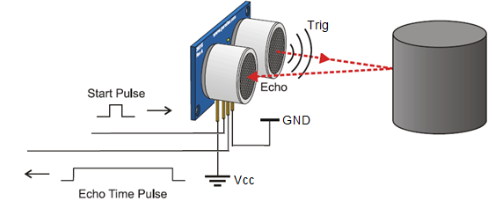 Trig
Start Pulse
Echo
GND
Vcc
Echo Time Pulse